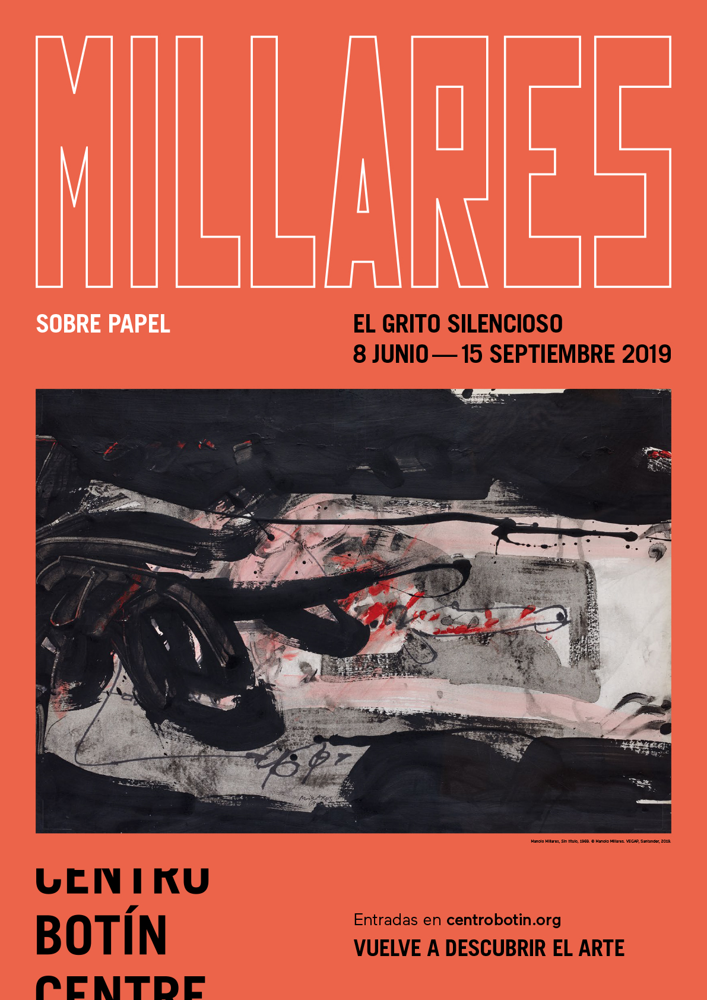 MILLARES
SOBRE PAPEL
EL GRITO SILENCIOSO
8 JUNIO — 15 SEPTIEMBRE 2019
Manolo Millares, Sin título, 1969. © Manolo Millares. VEGAP, Santander, 2019.
CENTRO
BOTÍN
CENTRE
Entradas en centrobotin.org
VUELVE A DESCUBRIR EL ARTE